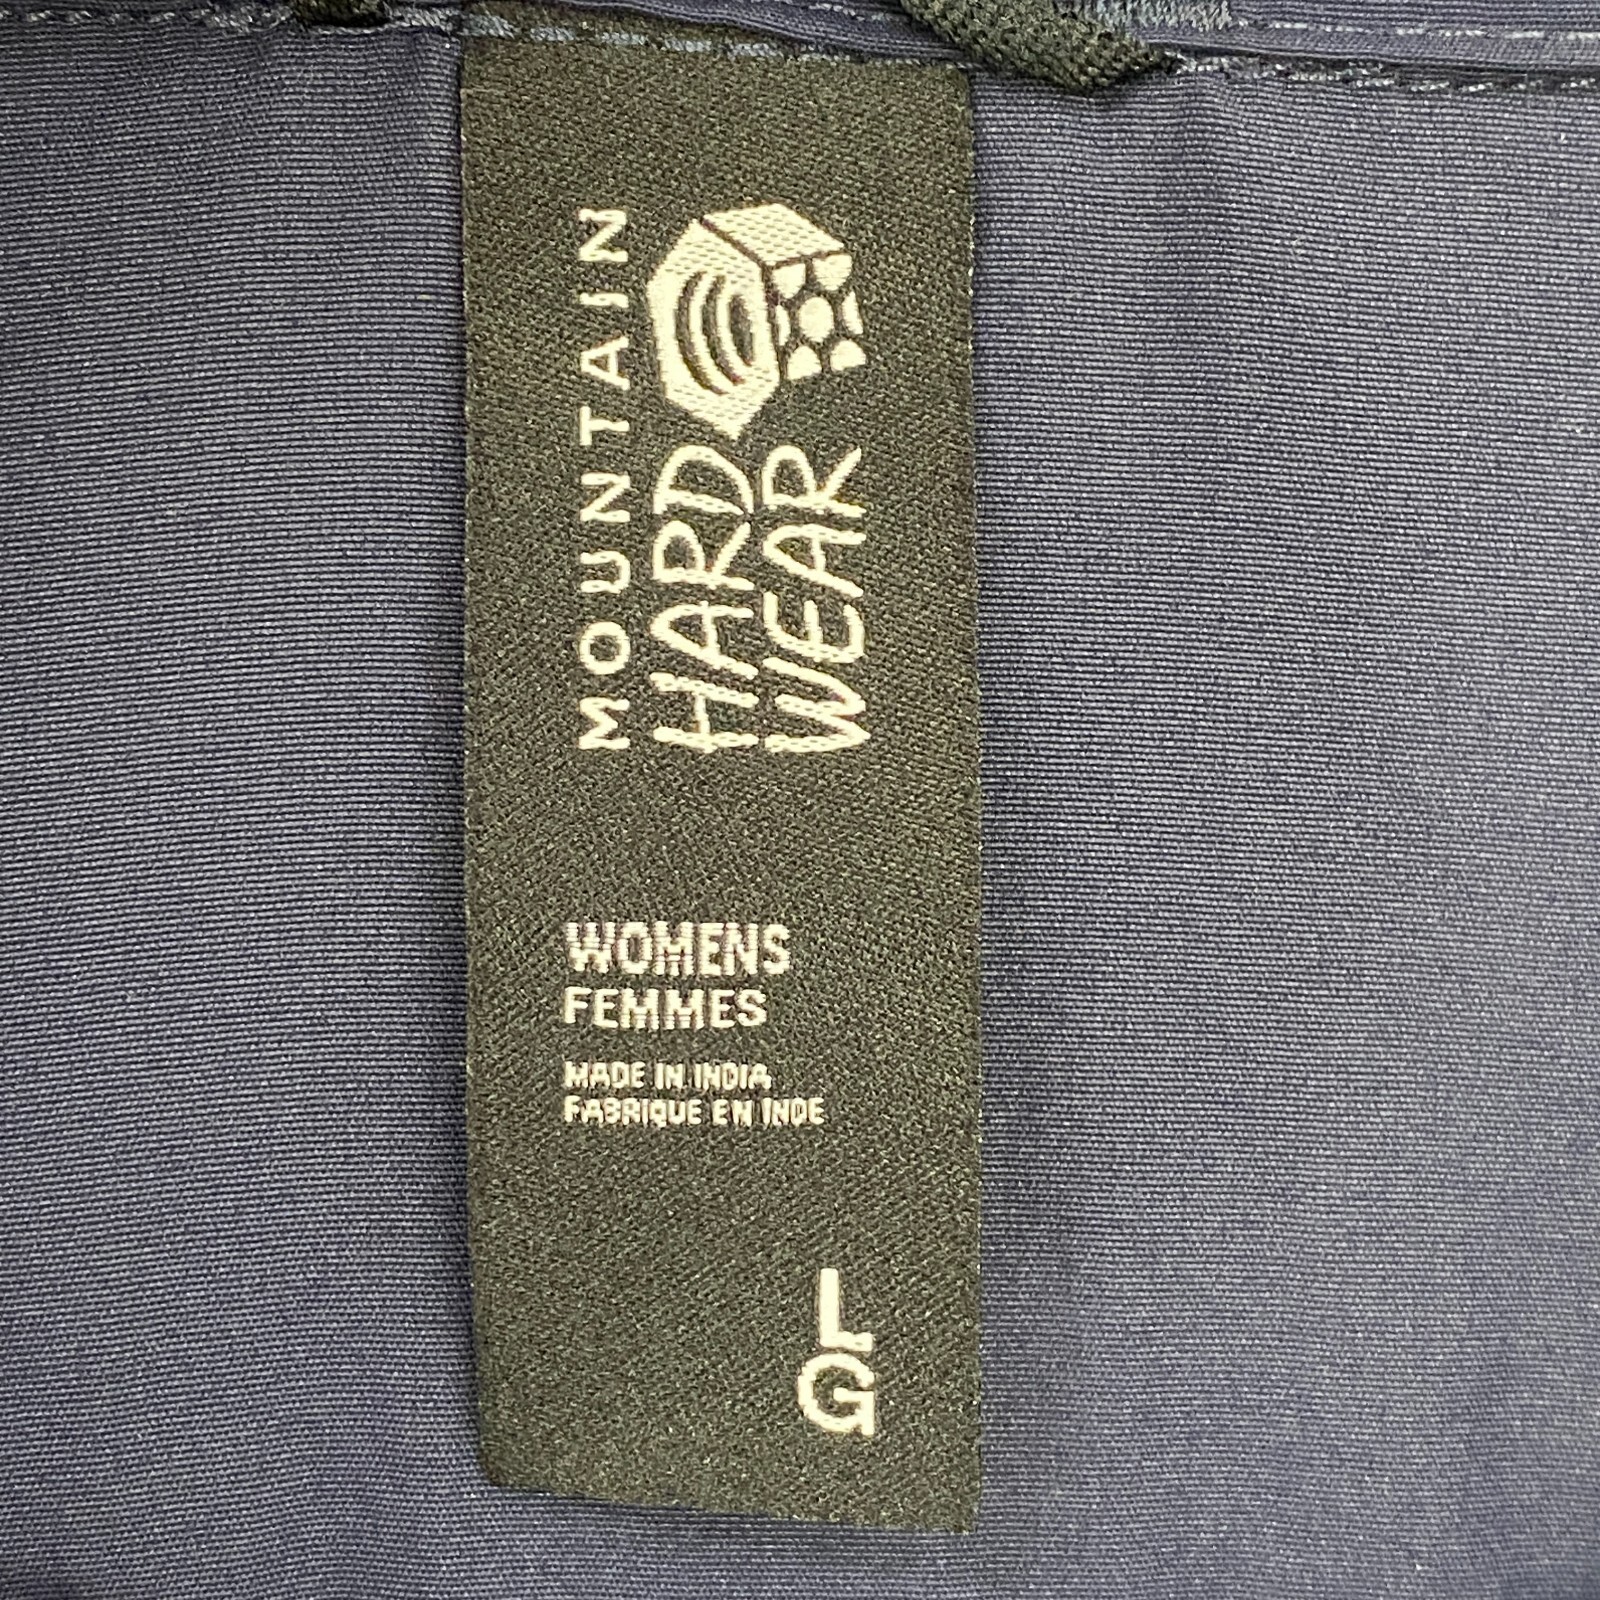 MOUNTAIN
HARD
WEAR
WOMENS
FEMMES
MADE IN INDIA
FABRIQUE EN INDE
L
G